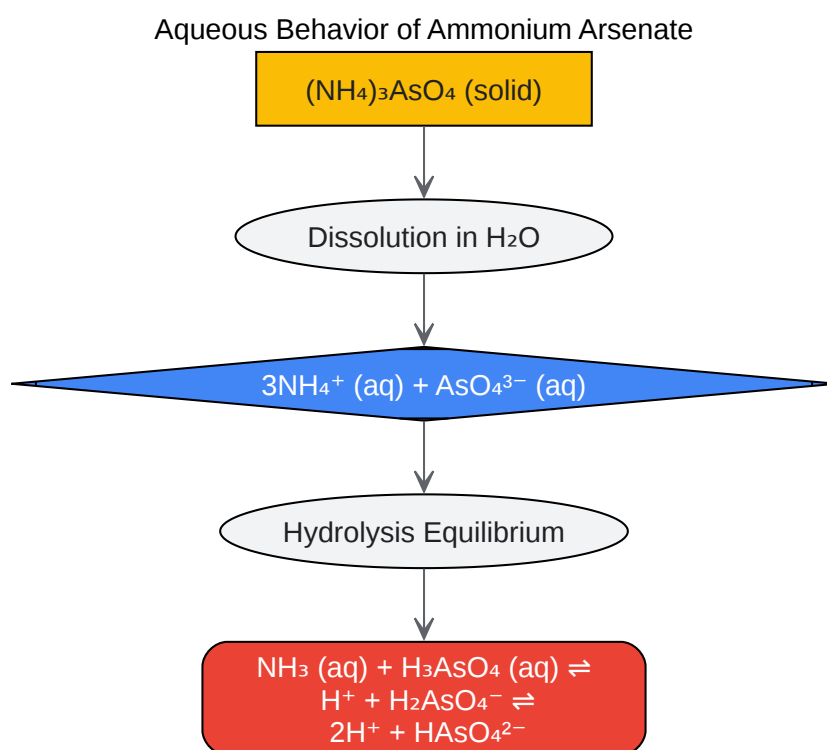 Aqueous Behavior of Ammonium Arsenate
(NH₄)₃AsO₄ (solid)
Dissolution in H₂O
3NH₄⁺ (aq) + AsO₄³⁻ (aq)
Hydrolysis Equilibrium
NH₃ (aq) + H₃AsO₄ (aq) ⇌
H⁺ + H₂AsO₄⁻ ⇌
2H⁺ + HAsO₄²⁻